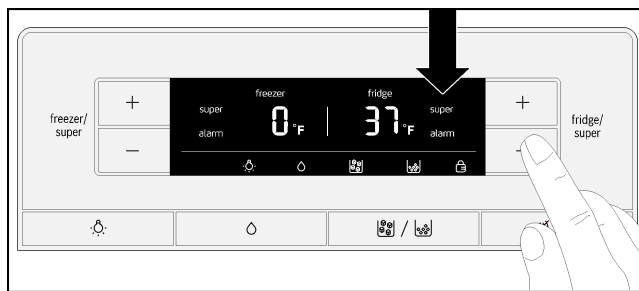 freezer/
super
+
−
freezer
super
alarm
0°F
fridge
37°F
super
alarm
+
−
fridge/
super
/